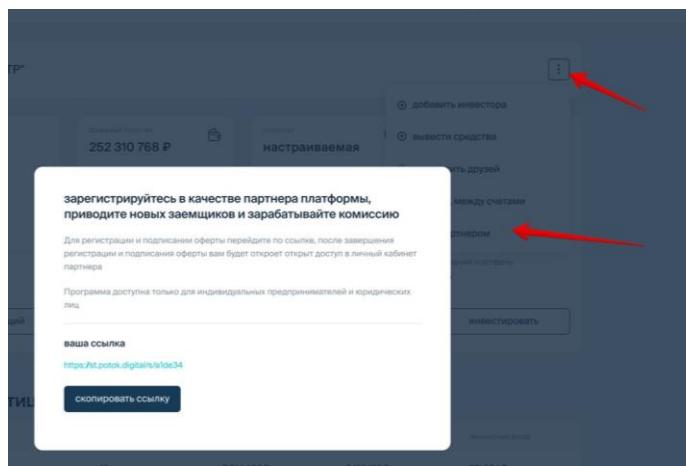 ТР"
добавить инвестора
252 310 768 ₽
настраиваемая
вывести средства
друзей
между счетами
зарегистрируйтесь в качестве партнера платформы,
приводите новых заемщиков и зарабатывайте комиссию
Для регистрации и подписании оферты перейдите по ссылке, после завершения
регистрации и подписания оферты вам будет откроет открыт доступ в личный кабинет
партнера
Программа доступна только для индивидуальных предпринимателей и юридических
лиц
инвестировать
ваша ссылка
https://st.potok.digital/s/a1de34
скопировать ссылку